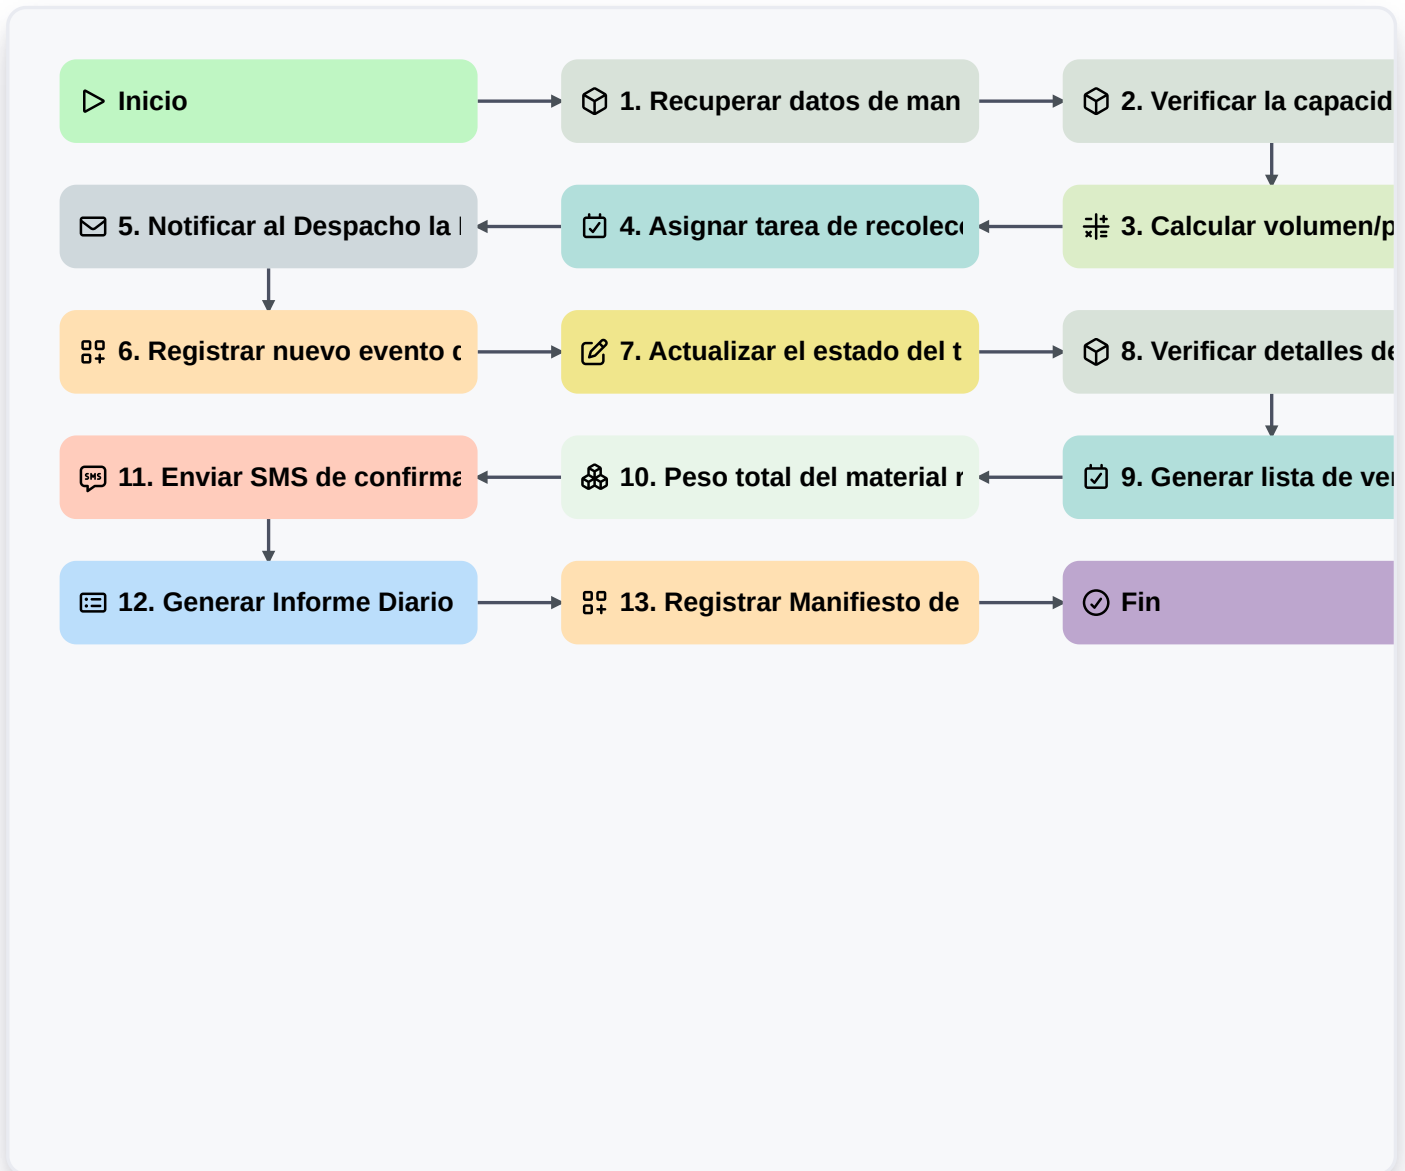 Inicio
1. Recuperar datos de man
2. Verificar la capacid
5. Notificar al Despacho la
4. Asignar tarea de recolec
3. Calcular volumen/p
6. Registrar nuevo evento
7. Actualizar el estado del t
8. Verificar detalles de
11. Enviar SMS de confirma
10. Peso total del material
9. Generar lista de ver
12. Generar Informe Diario
13. Registrar Manifiesto de
Fin